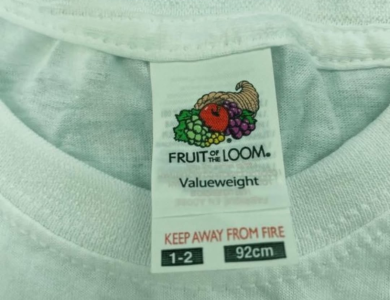 FRUIT OF THE LOOM®
Valueweight
KEEP AWAY FROM FIRE
1-2 92cm